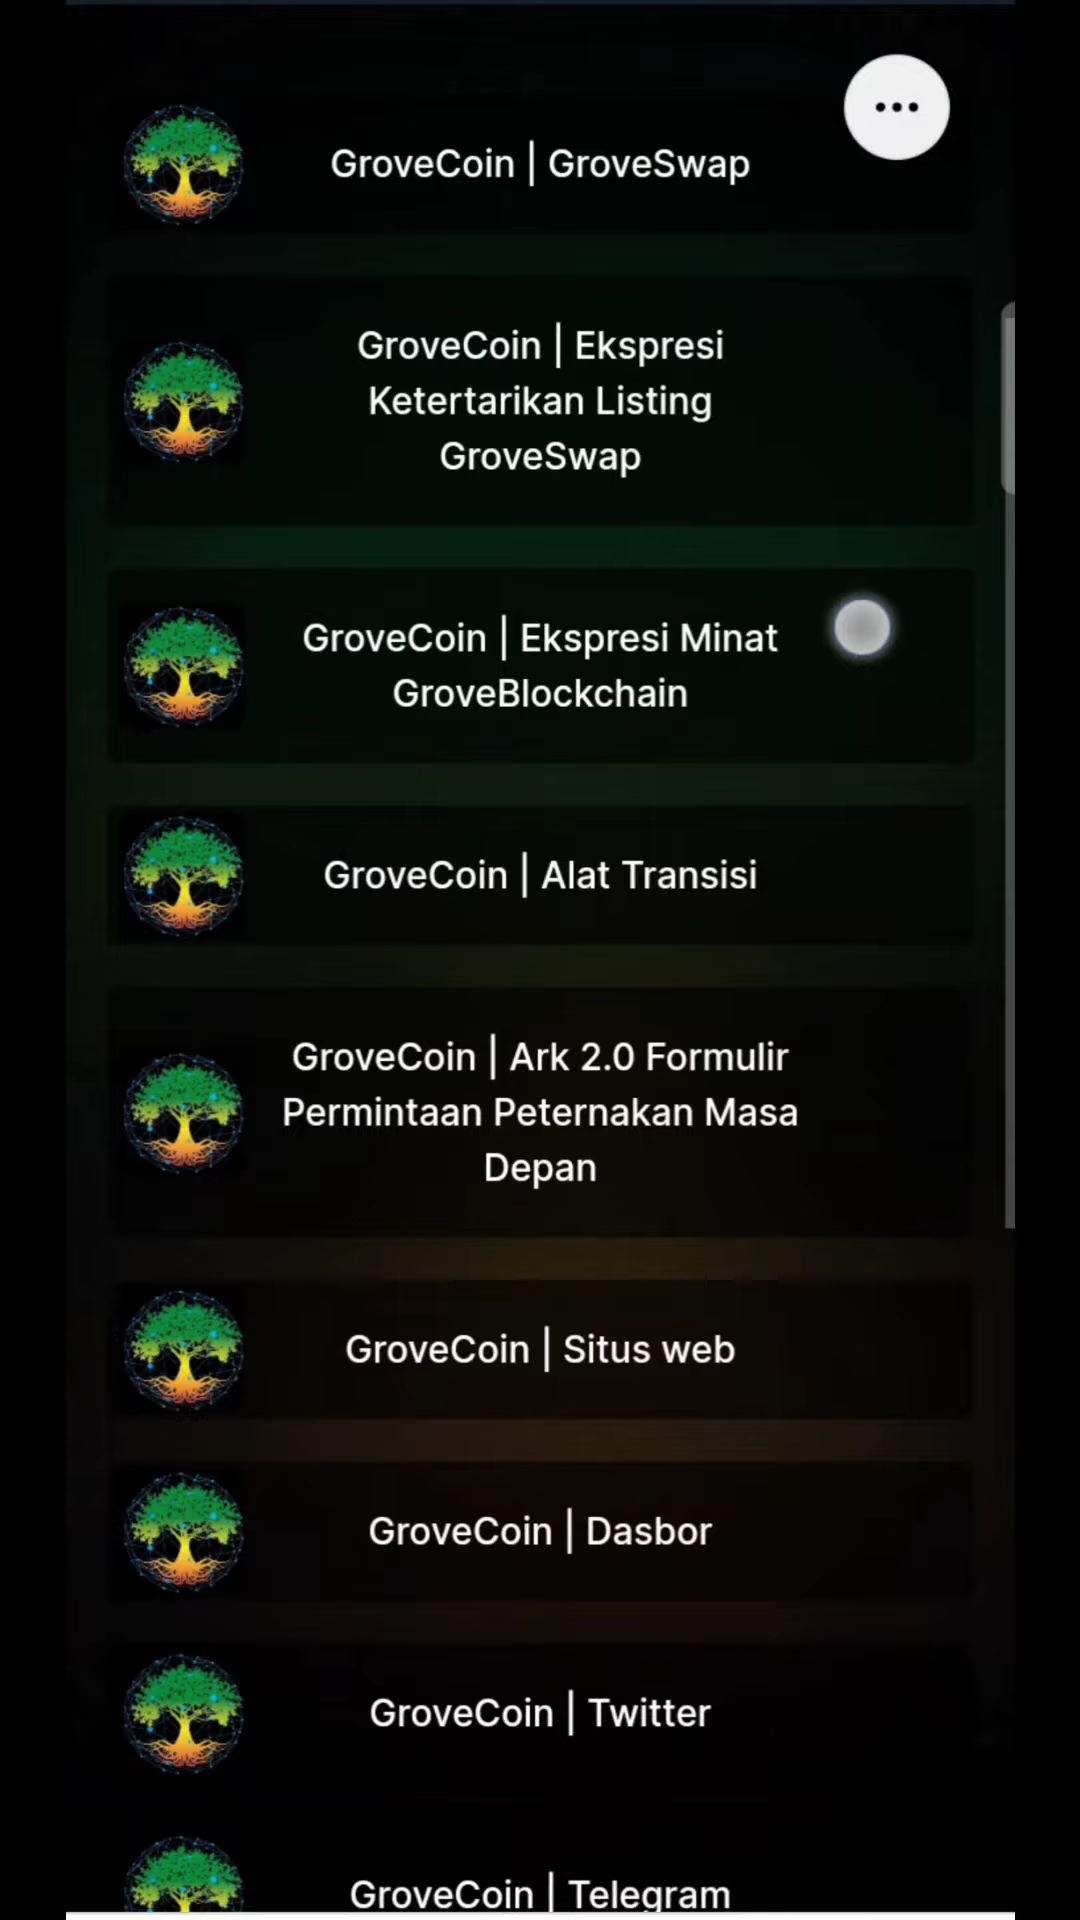 GroveCoin | GroveSwap
GroveCoin | Ekspresi
Ketertarikan Listing
GroveSwap
GroveCoin | Ekspresi Minat
GroveBlockchain
GroveCoin | Alat Transisi
GroveCoin | Ark 2.0 Formulir
Permintaan Peternakan Masa
Depan
GroveCoin | Situs web
GroveCoin | Dasbor
GroveCoin | Twitter
GroveCoin | Telegram